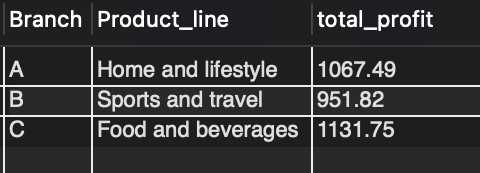 Branch Product_line total_profit
A Home and lifestyle 1067.49
B Sports and travel 951.82
C Food and beverages 1131.75